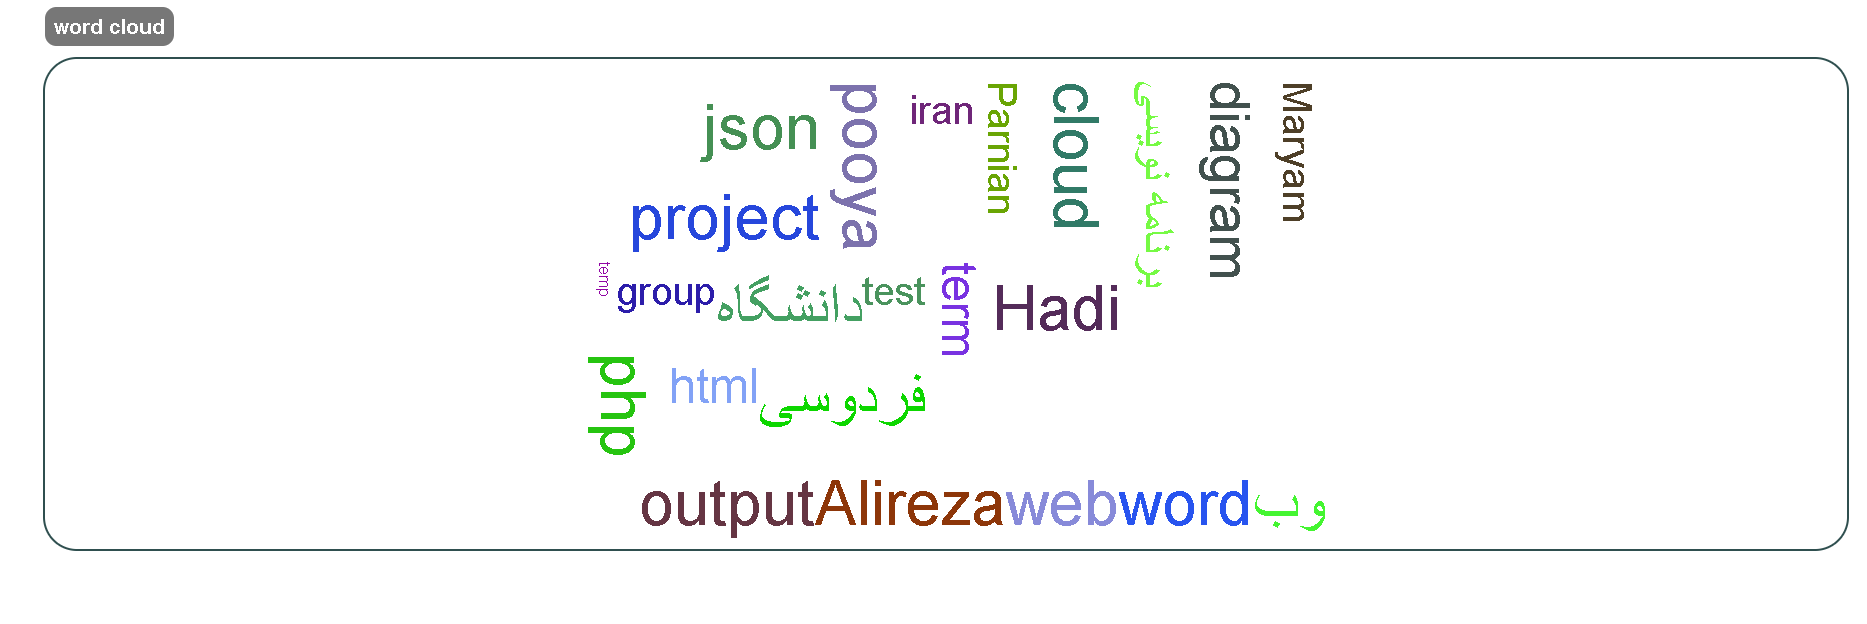 word cloud
json
pooya
iran
Parnian
cloud
برنامه نویسی
diagram
Maryam
project
temp
group
دانشگاه
test
term
Hadi
php
html
فردوسی
output
Alireza
web
word
وب